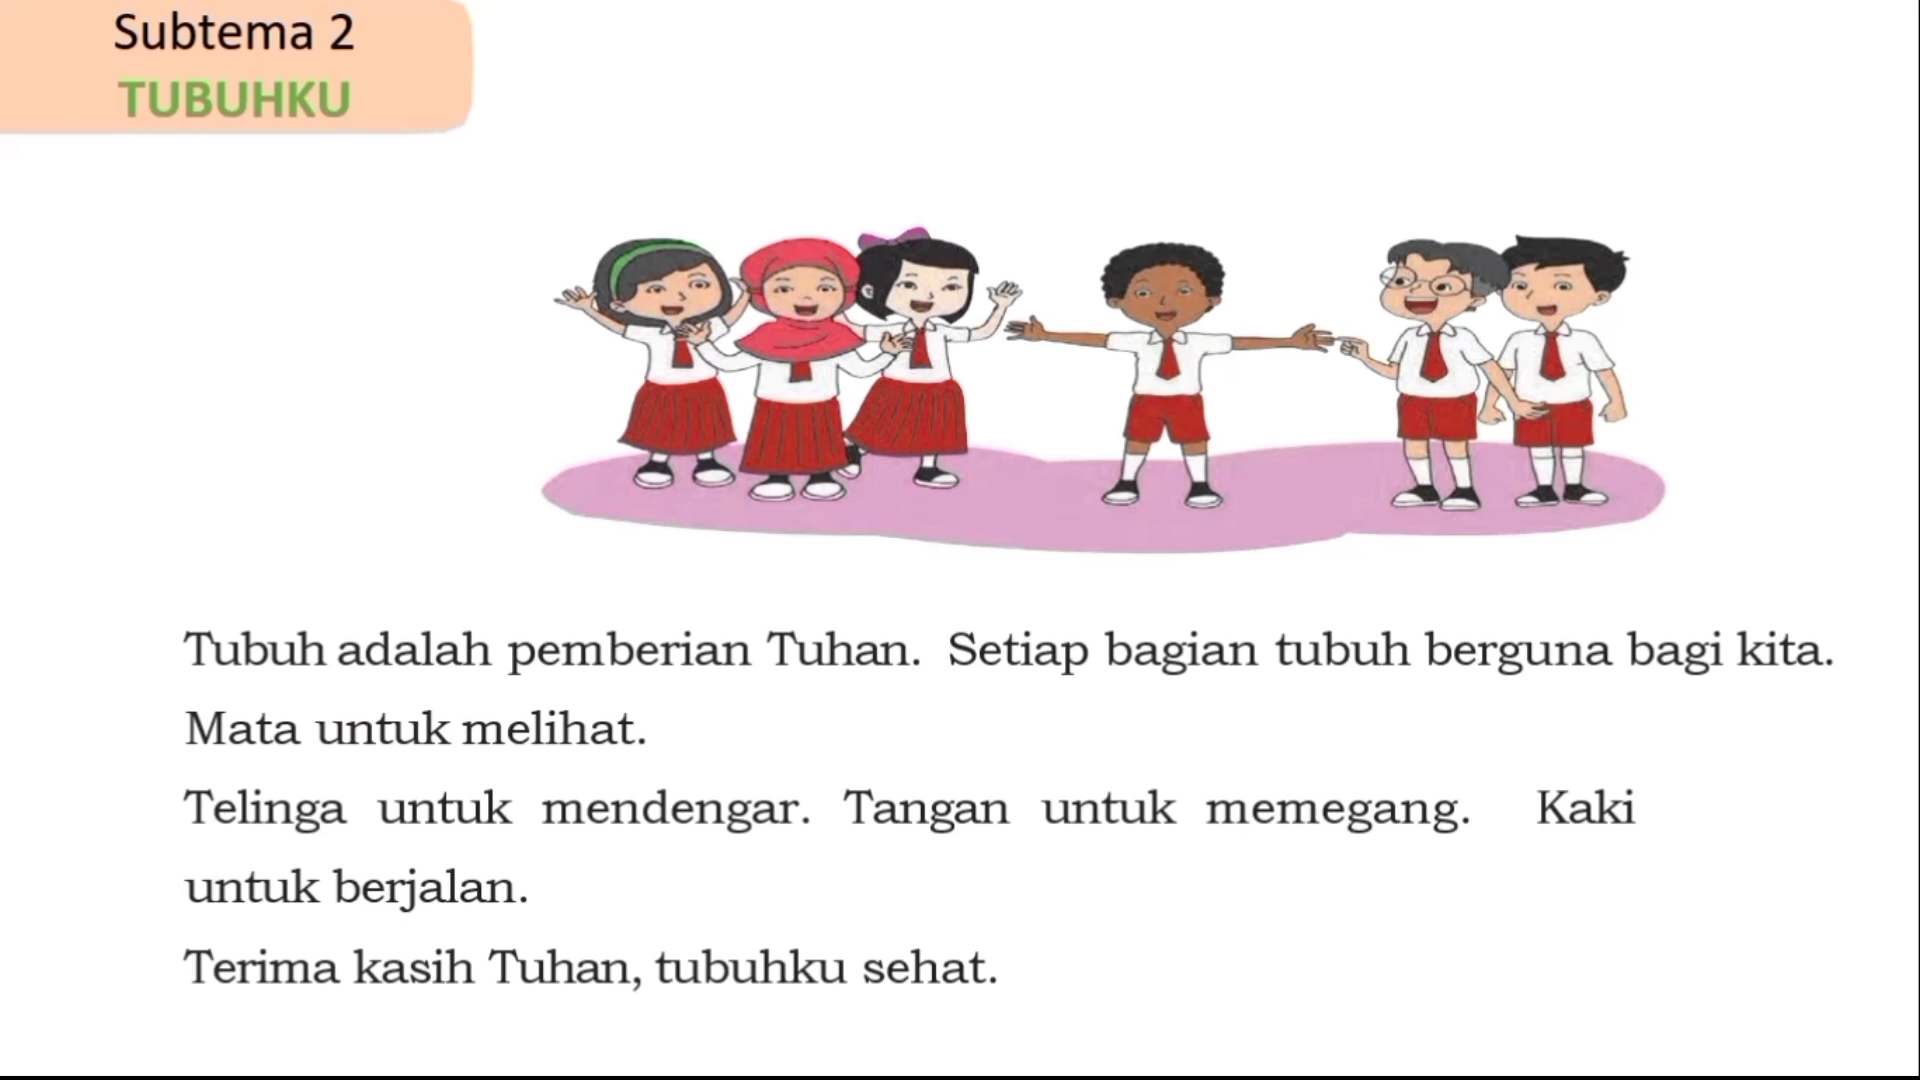 Subtema 2
TUBUHKU
Tubuh adalah pemberian Tuhan. Setiap bagian tubuh berguna bagi kita.
Mata untuk melihat.
Telinga untuk mendengar. Tangan untuk memegang. Kaki
untuk berjalan.
Terima kasih Tuhan, tubuhku sehat.